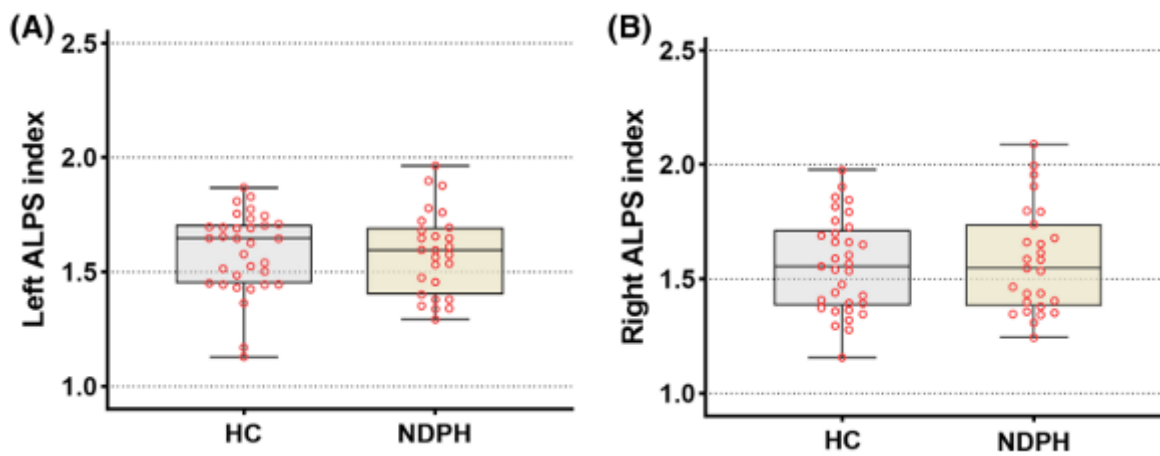 (A)
2.5
2.0
1.5
1.0
Left ALPS index
HC NDPH
(B)
2.5
2.0
1.5
1.0
Right ALPS index
HC NDPH